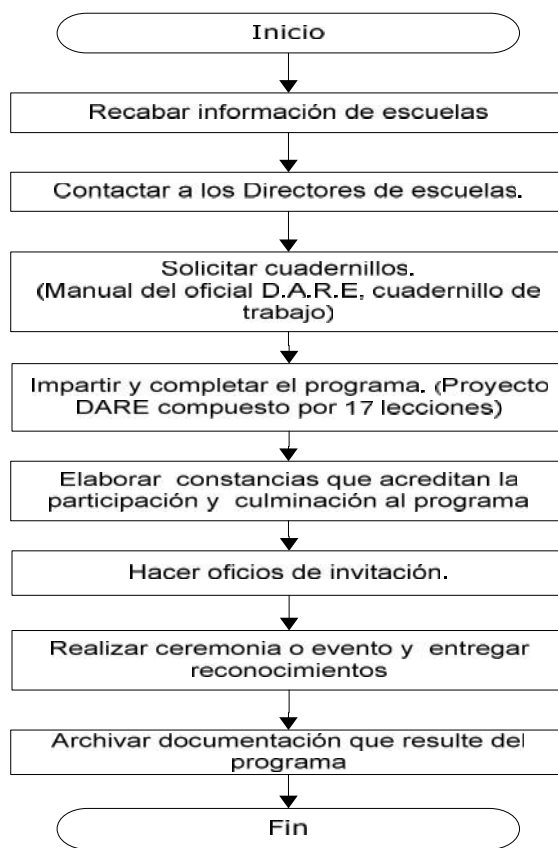 Inicio
Recabar información de escuelas
Contactar a los Directores de escuelas.
Solicitar cuadernillos.
(Manual del oficial D.A.R.E, cuadernillo de
trabajo)
Impartir y completar el programa. (Proyecto
DARE compuesto por 17 lecciones)
Elaborar constancias que acreditan la
participación y culminación al programa
Hacer oficios de invitación.
Realizar ceremonia o evento y entregar
reconocimientos
Archivar documentación que resulte del
programa
Fin